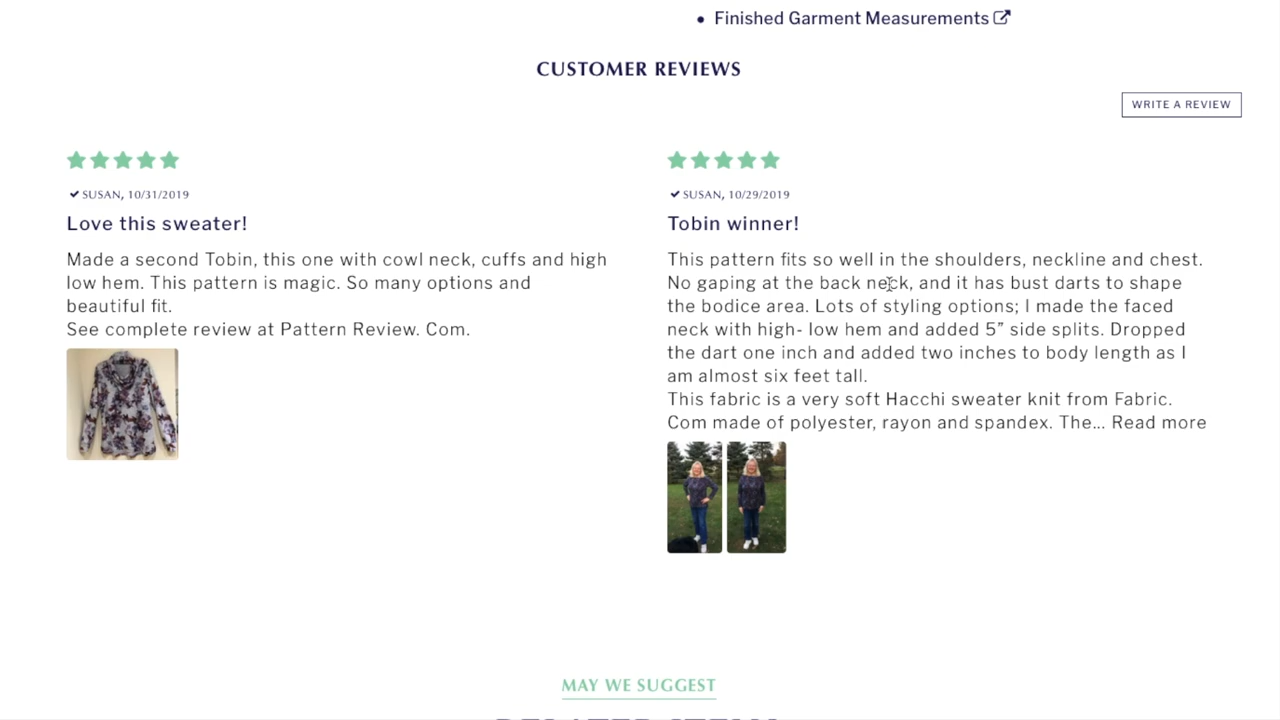 Finished Garment Measurements
CUSTOMER REVIEWS
WRITE A REVIEW
SUSAN, 10/31/2019
Love this sweater!
Made a second Tobin, this one with cowl neck, cuffs and high
low hem. This pattern is magic. So many options and
beautiful fit.
See complete review at Pattern Review. Com.
SUSAN, 10/29/2019
Tobin winner!
This pattern fits so well in the shoulders, neckline and chest.
No gaping at the back neck, and it has bust darts to shape
the bodice area. Lots of styling options; I made the faced
neck with high- low hem and added 5” side splits. Dropped
the dart one inch and added two inches to body length as I
am almost six feet tall.
This fabric is a very soft Hacchi sweater knit from Fabric.
Com made of polyester, rayon and spandex. The... Read more
MAY WE SUGGEST